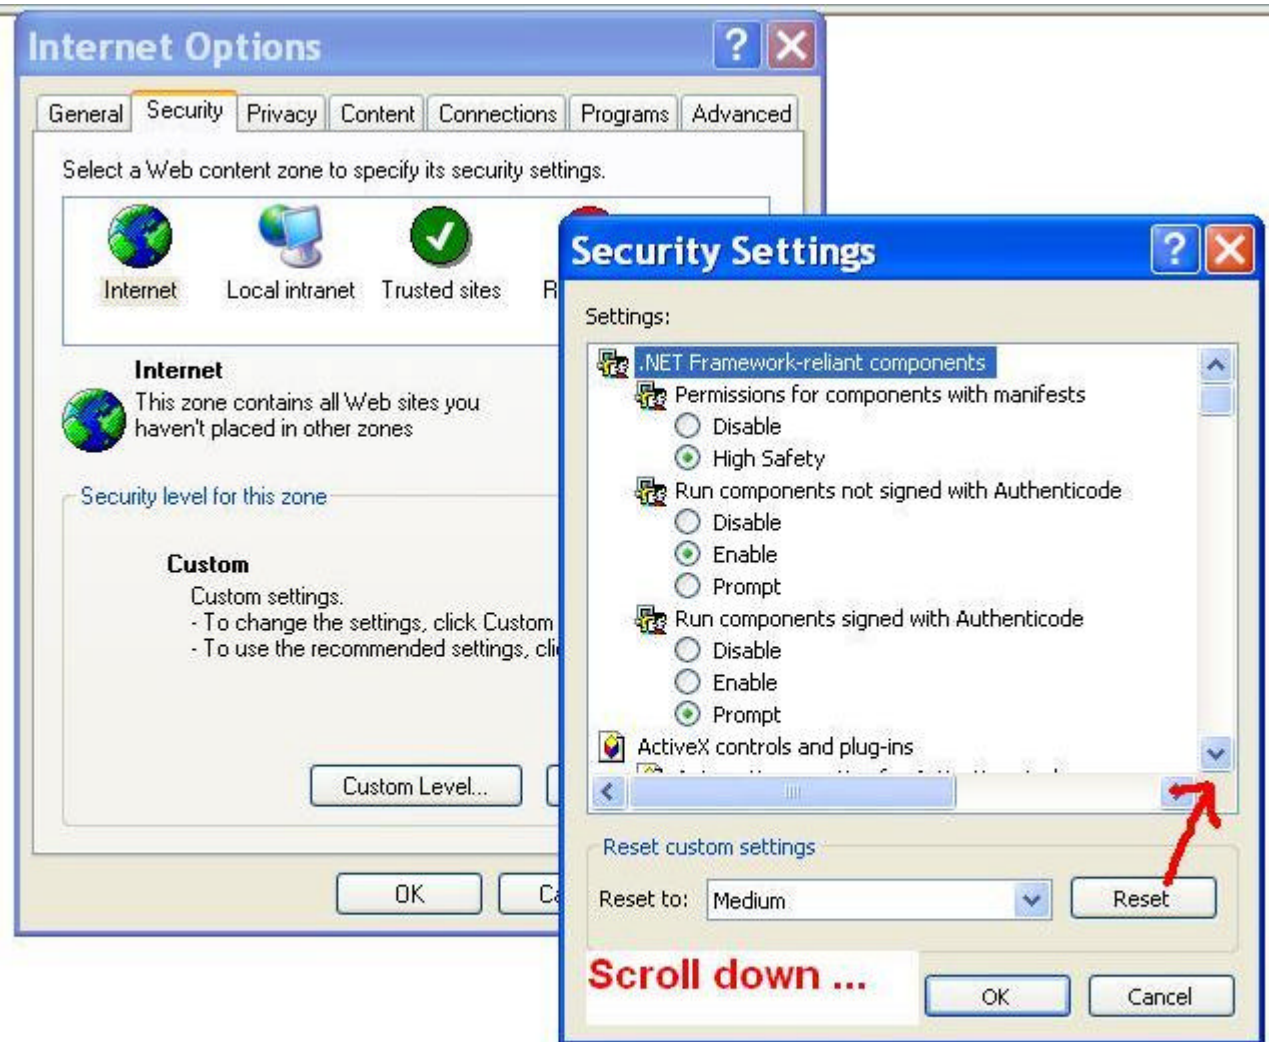 Internet Options
General Security Privacy Content Connections Programs Advanced
Select a Web content zone to specify its security settings.
Internet Local intranet Trusted sites R
Internet
This zone contains all Web sites you
haven't placed in other zones
Security level for this zone
Custom
Custom settings.
- To change the settings, click Custom
- To use the recommended settings, cli
Custom Level...
OK Ca
Security Settings
Settings:
.NET Framework-reliant components
Permissions for components with manifests
Disable
High Safety
Run components not signed with Authenticode
Disable
Enable
Prompt
Run components signed with Authenticode
Disable
Enable
Prompt
ActiveX controls and plug-ins
Reset custom settings
Reset to: Medium Reset
Scroll down ...
OK Cancel